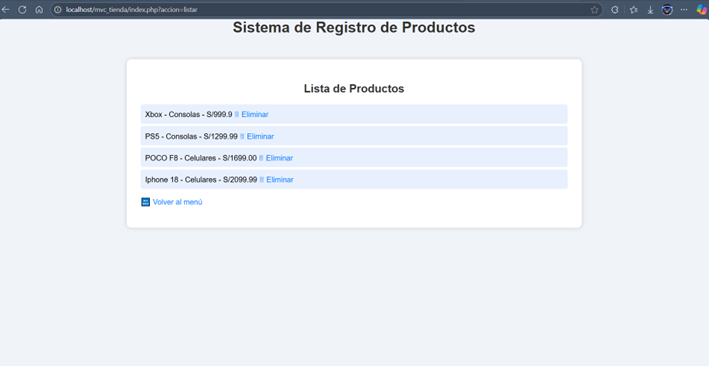 localhost/mvc_tienda/index.php?accion=listar
Sistema de Registro de Productos
Lista de Productos
Xbox - Consolas - S/999.9 Eliminar
PS5 - Consolas - S/1299.99 Eliminar
POCO F8 - Celulares - S/1699.00 Eliminar
Iphone 18 - Celulares - S/2099.99 Eliminar
Volver al menú